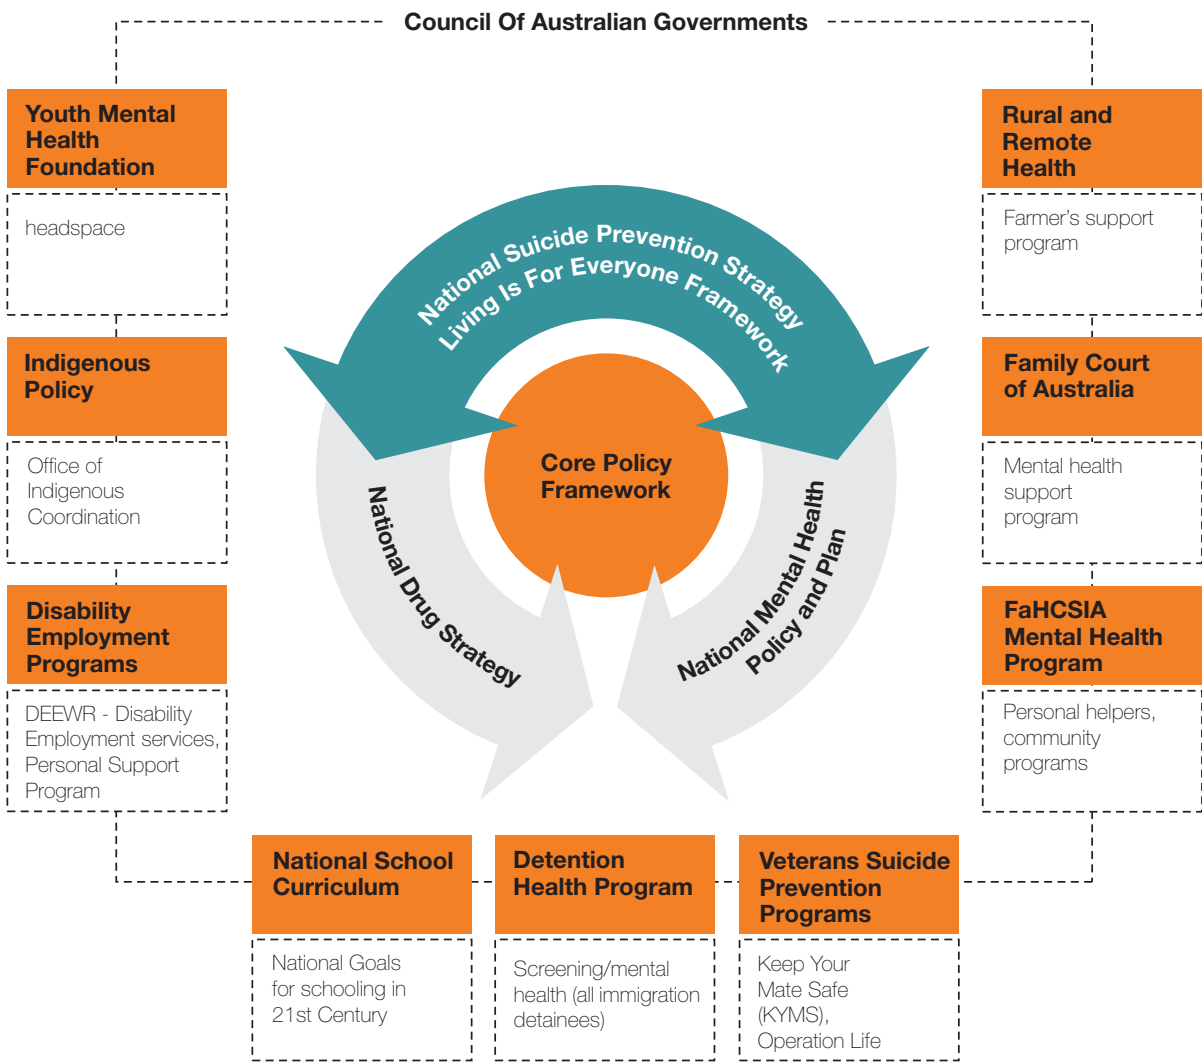 Council Of Australian Governments
Youth Mental
Health
Foundation
headspace
Indigenous
Policy
Office of
Indigenous
Coordination
Disability
Employment
Programs
DEEWR - Disability
Employment services,
Personal Support
Program
National Suicide Prevention Strategy
Living Is For Everyone Framework
Core Policy
Framework
National Drug Strategy
National Mental Health
Policy and Plan
Rural and
Remote
Health
Farmer’s support
program
Family Court
of Australia
Mental health
support
program
FaHCSIA
Mental Health
Program
Personal helpers,
community
programs
National School
Curriculum
National Goals
for schooling in
21st Century
Detention
Health Program
Screening/mental
health (all immigration
detainees)
Veterans Suicide
Prevention
Programs
Keep Your
Mate Safe
(KYMS),
Operation Life